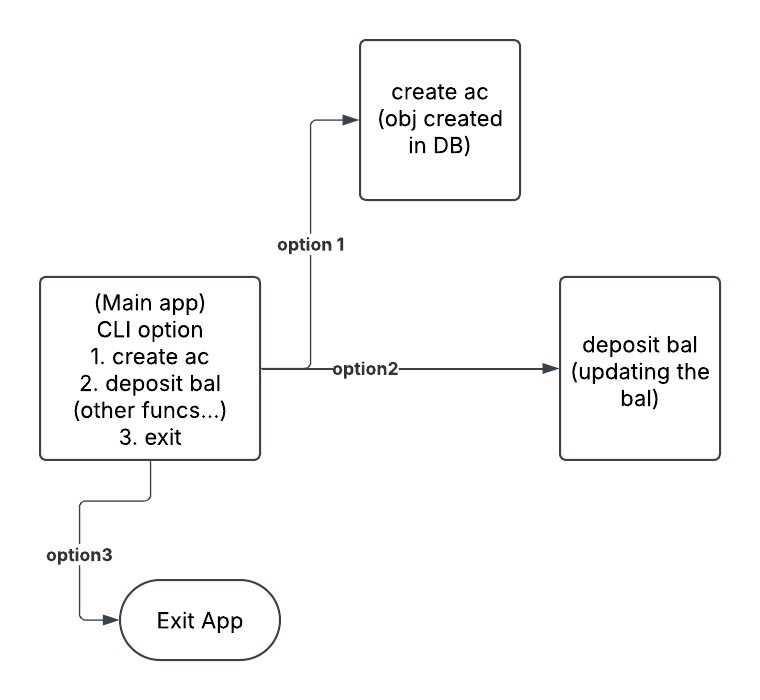 create ac
(obj created
in DB)
option 1
(Main app)
CLI option
1. create ac
2. deposit bal
(other funcs...)
3. exit
option2
deposit bal
(updating the
bal)
option3
Exit App